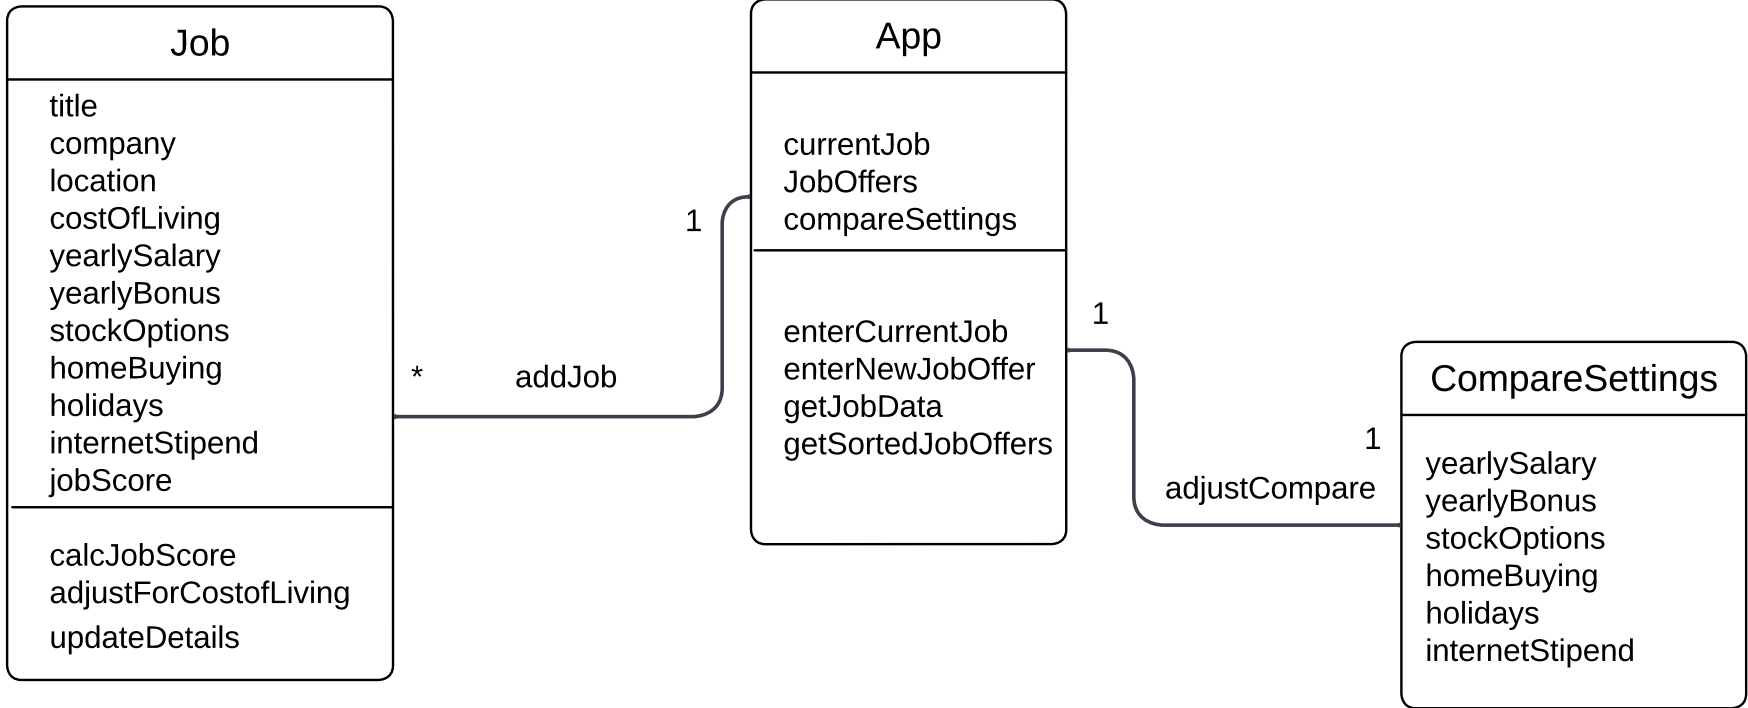 Job
title
company
location
costOfLiving
yearlySalary
yearlyBonus
stockOptions
homeBuying
holidays
internetStipend
jobScore
calcJobScore
adjustForCostofLiving
updateDetails
*
addJob
1
App
currentJob
JobOffers
compareSettings
enterCurrentJob
enterNewJobOffer
getJobData
getSortedJobOffers
1
adjustCompare
1
CompareSettings
yearlySalary
yearlyBonus
stockOptions
homeBuying
holidays
internetStipend